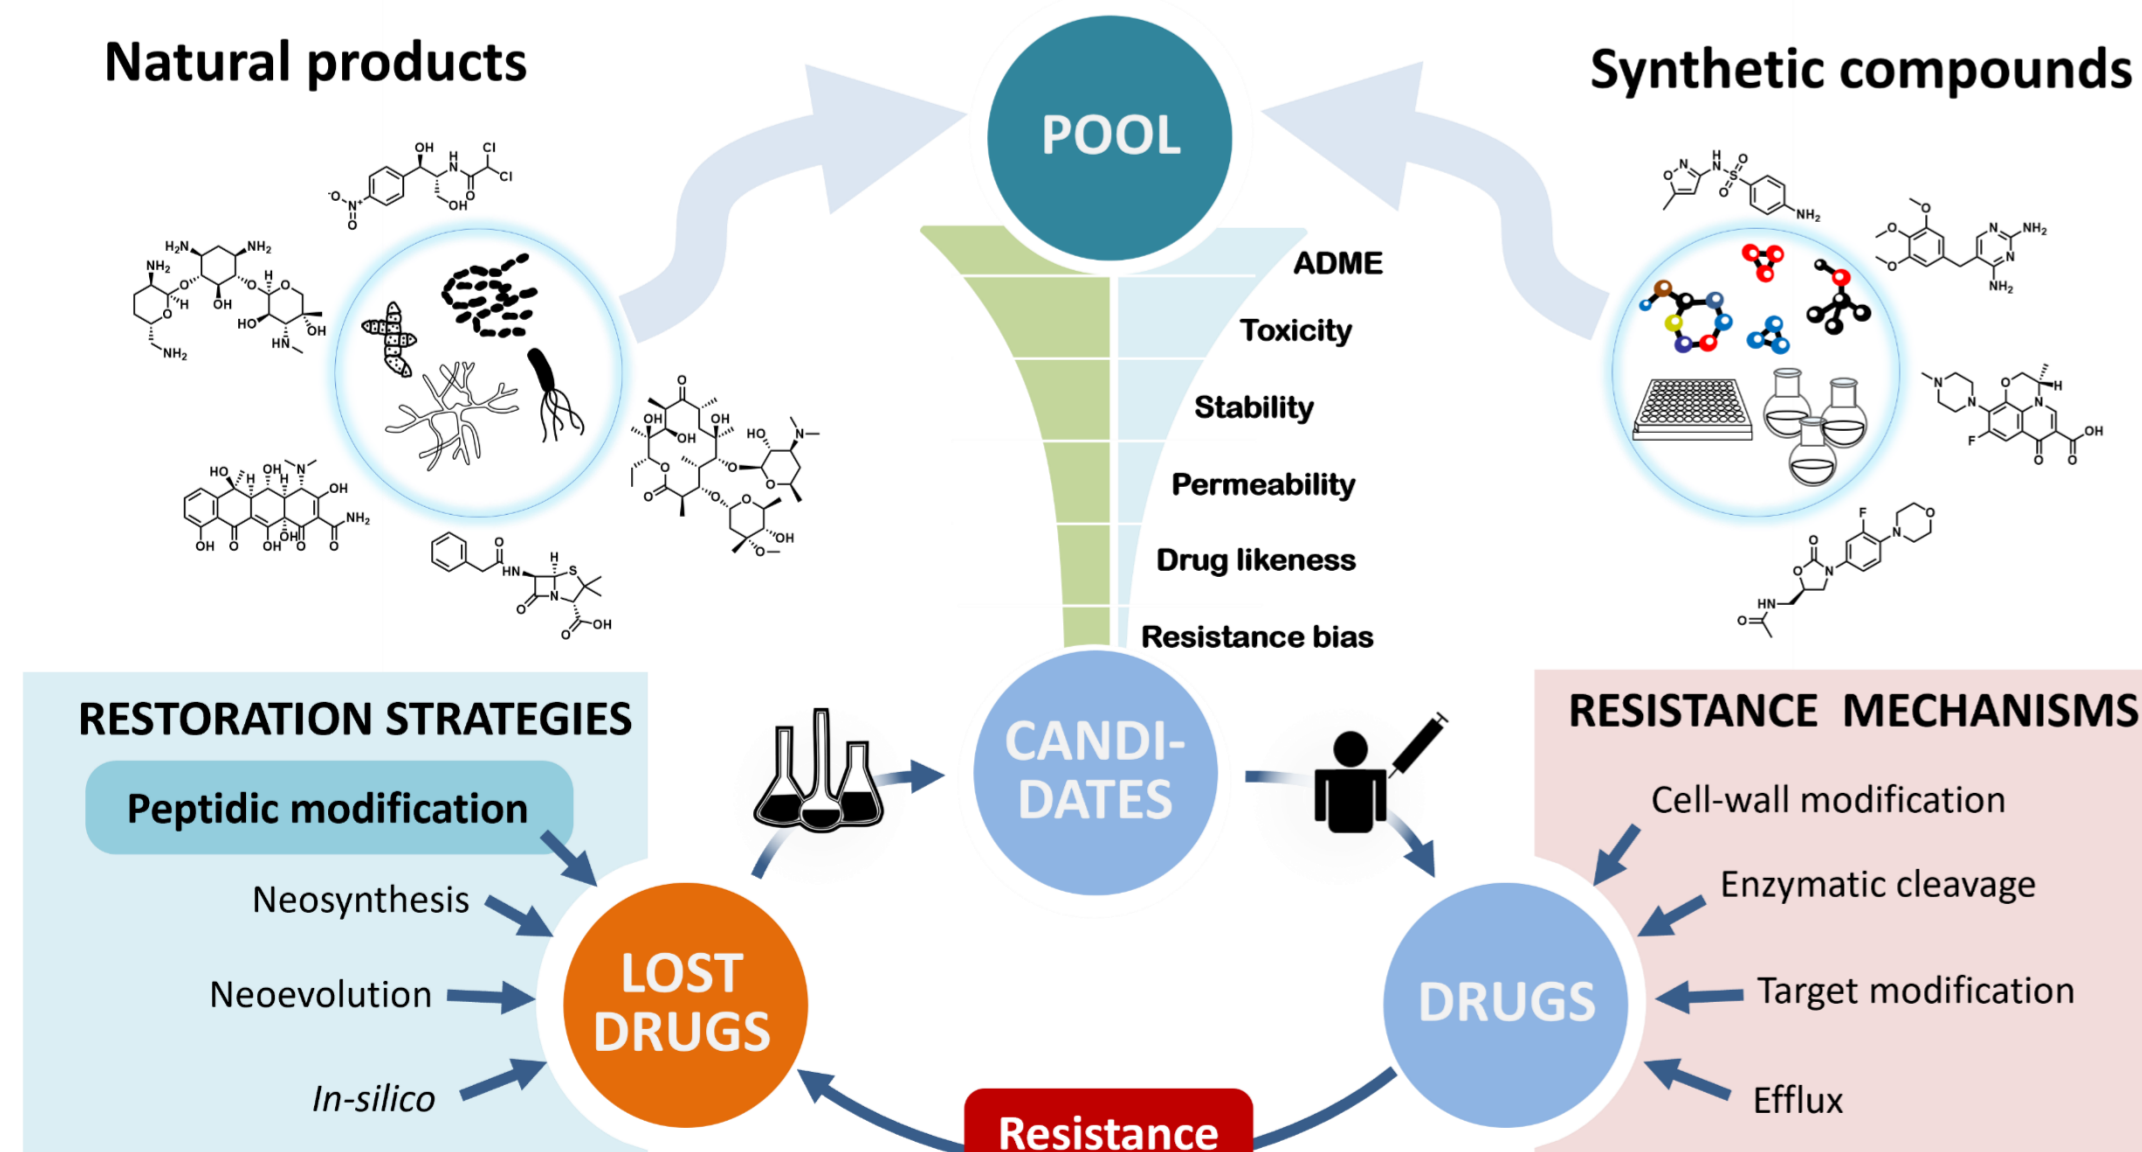 Natural products
POOL
Synthetic compounds
ADME
Toxicity
Stability
Permeability
Drug likeness
Resistance bias
RESTORATION STRATEGIES
Peptidic modification
Neosynthesis
Neoevolution
In-silico
LOST
DRUGS
CANDI-
DATES
DRUGS
Resistance
RESISTANCE MECHANISMS
Cell-wall modification
Enzymatic cleavage
Target modification
Efflux